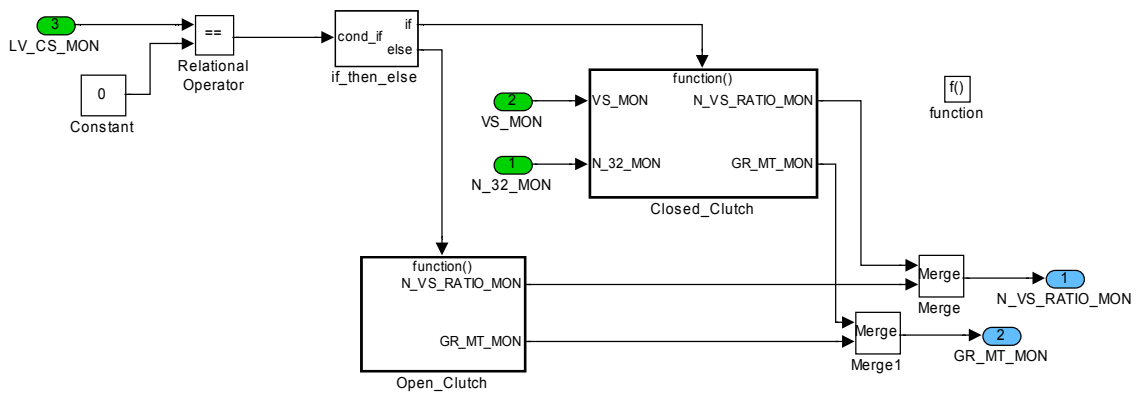 3
LV_CS_MON
0
Constant
==
Relational
Operator
cond_if
if
else
if_then_else
function()
VS_MON
N_VS_RATIO_MON
N_32_MON
GR_MT_MON
Closed_Clutch
2
VS_MON
1
N_32_MON
f()
function
function()
N_VS_RATIO_MON
GR_MT_MON
Open_Clutch
Merge
Merge
1
N_VS_RATIO_MON
Merge
Merge1
2
GR_MT_MON